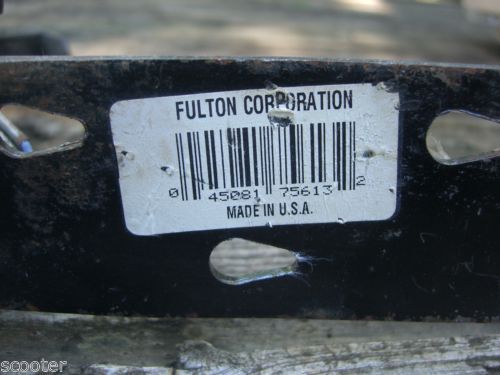 FULTON CORPORATION
0 45081 75613 2
MADE IN U.S.A.
scooter